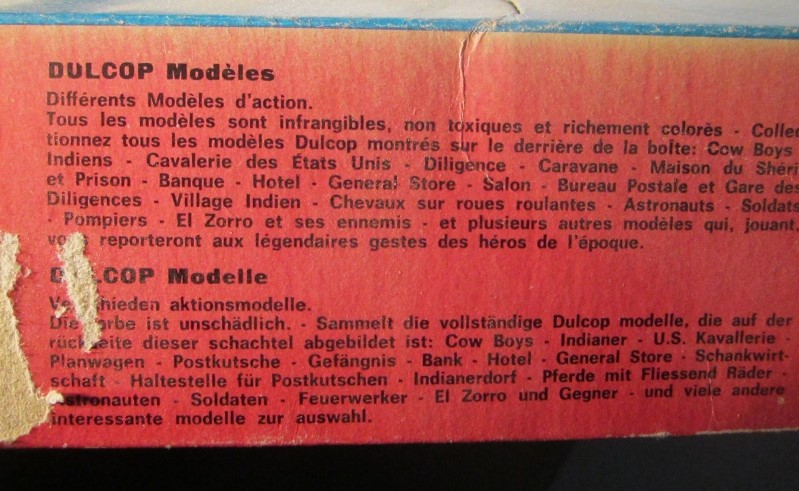 DULCOP Modèles
Différents Modèles d'action.
Tous les modèles sont infrangibles, non toxiques et richement colorès - Collec
tionnez tous les modèles Dulcop montrés sur le derrière de la boîte: Cow Boys
Indiens - Cavalerie des États Unis - Diligence - Caravane - Maison du Shéri
et Prison - Banque - Hotel - General Store - Salon - Bureau Postale et Gare des
Diligences - Village Indien - Chevaux sur roues roulantes - Astronauts - Soldats
- Pompiers - El Zorro et ses ennemis - et plusieurs autres modèles qui, jouant,
reporteront aux légendaires gestes des héros de l'époque.
DULCOP Modelle
aktionsmodelle.
Die ist unschädlich. - Sammelt die vollständige Dulcop modelle, die auf der
rückseite dieser schachtel abgebildet ist: Cow Boys - Indianer - U.S. Kavallerie -
Planwagen - Postkutsche - Gefängnis - Bank - Hotel - General Store - Schankwirt-
schaft - Haltestelle für Postkutschen - Indianerdorf - Pferde mit Fliessend Räder -
Astronauten - Soldaten - Feuerwerker - El Zorro und Gegner - und viele andere
interessante modelle zur auswahl.